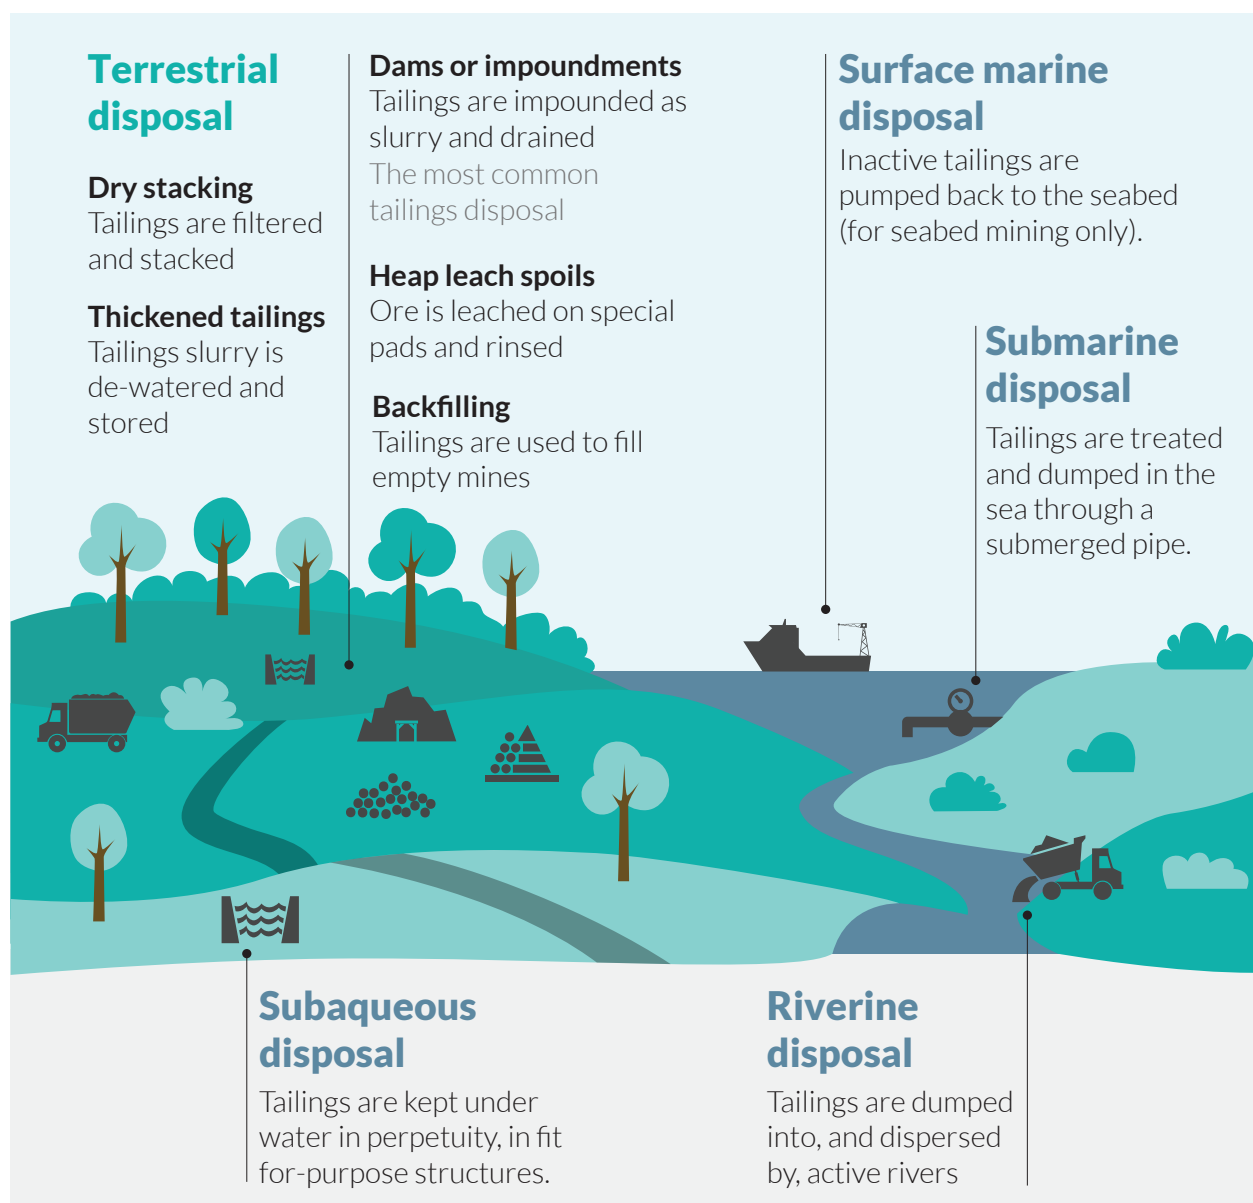 Terrestrial
disposal
Dry stacking
Tailings are filtered
and stacked
Thickened tailings
Tailings slurry is
de-watered and
stored
Dams or impoundments
Tailings are impounded as
slurry and drained
The most common
tailings disposal
Heap leach spoils
Ore is leached on special
pads and rinsed
Backfilling
Tailings are used to fill
empty mines
Surface marine
disposal
Inactive tailings are
pumped back to the seabed
(for seabed mining only).
Submarine
disposal
Tailings are treated
and dumped in the
sea through a
submerged pipe.
Subaqueous
disposal
Tailings are kept under
water in perpetuity, in fit
for-purpose structures.
Riverine
disposal
Tailings are dumped
into, and dispersed
by, active rivers